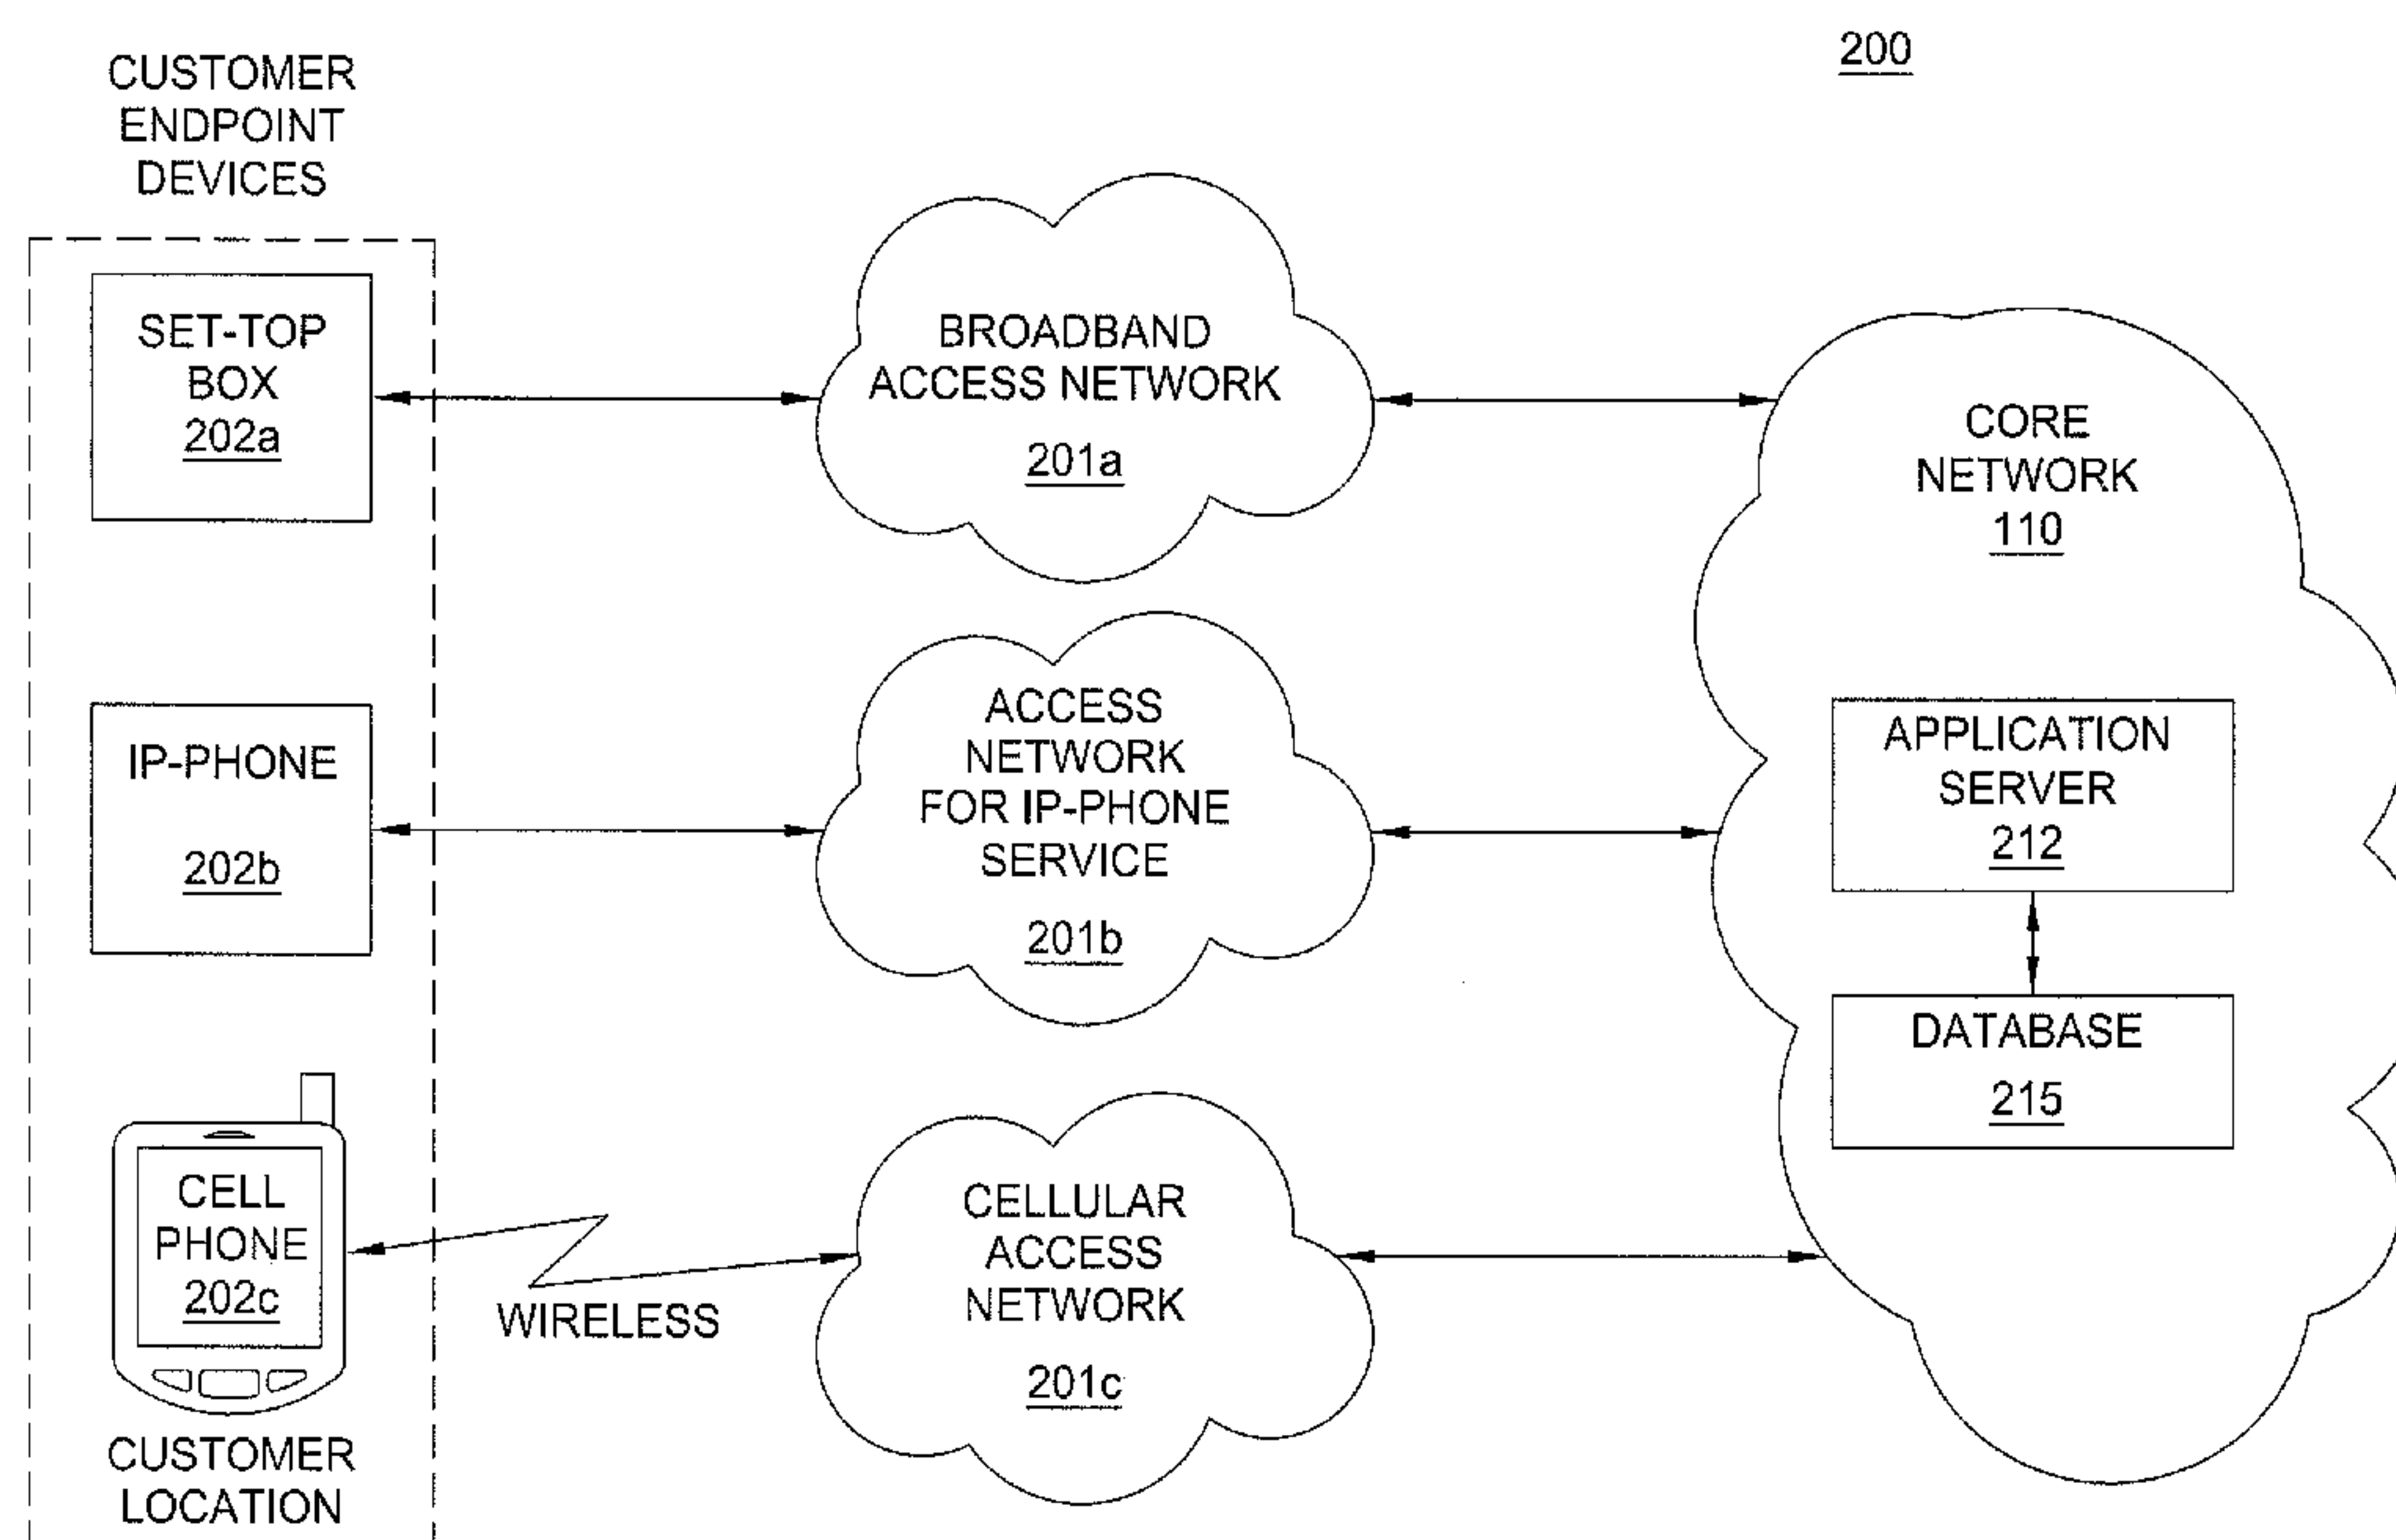 200
CUSTOMER
ENDPOINT
DEVICES
SET-TOP
BOX
202a
BROADBAND
ACCESS NETWORK
201a
CORE
NETWORK
110
IP-PHONE
202b
ACCESS
NETWORK
FOR IP-PHONE
SERVICE
201b
APPLICATION
SERVER
212
DATABASE
215
CELL
PHONE
202c
WIRELESS
CELLULAR
ACCESS
NETWORK
201c
CUSTOMER
LOCATION